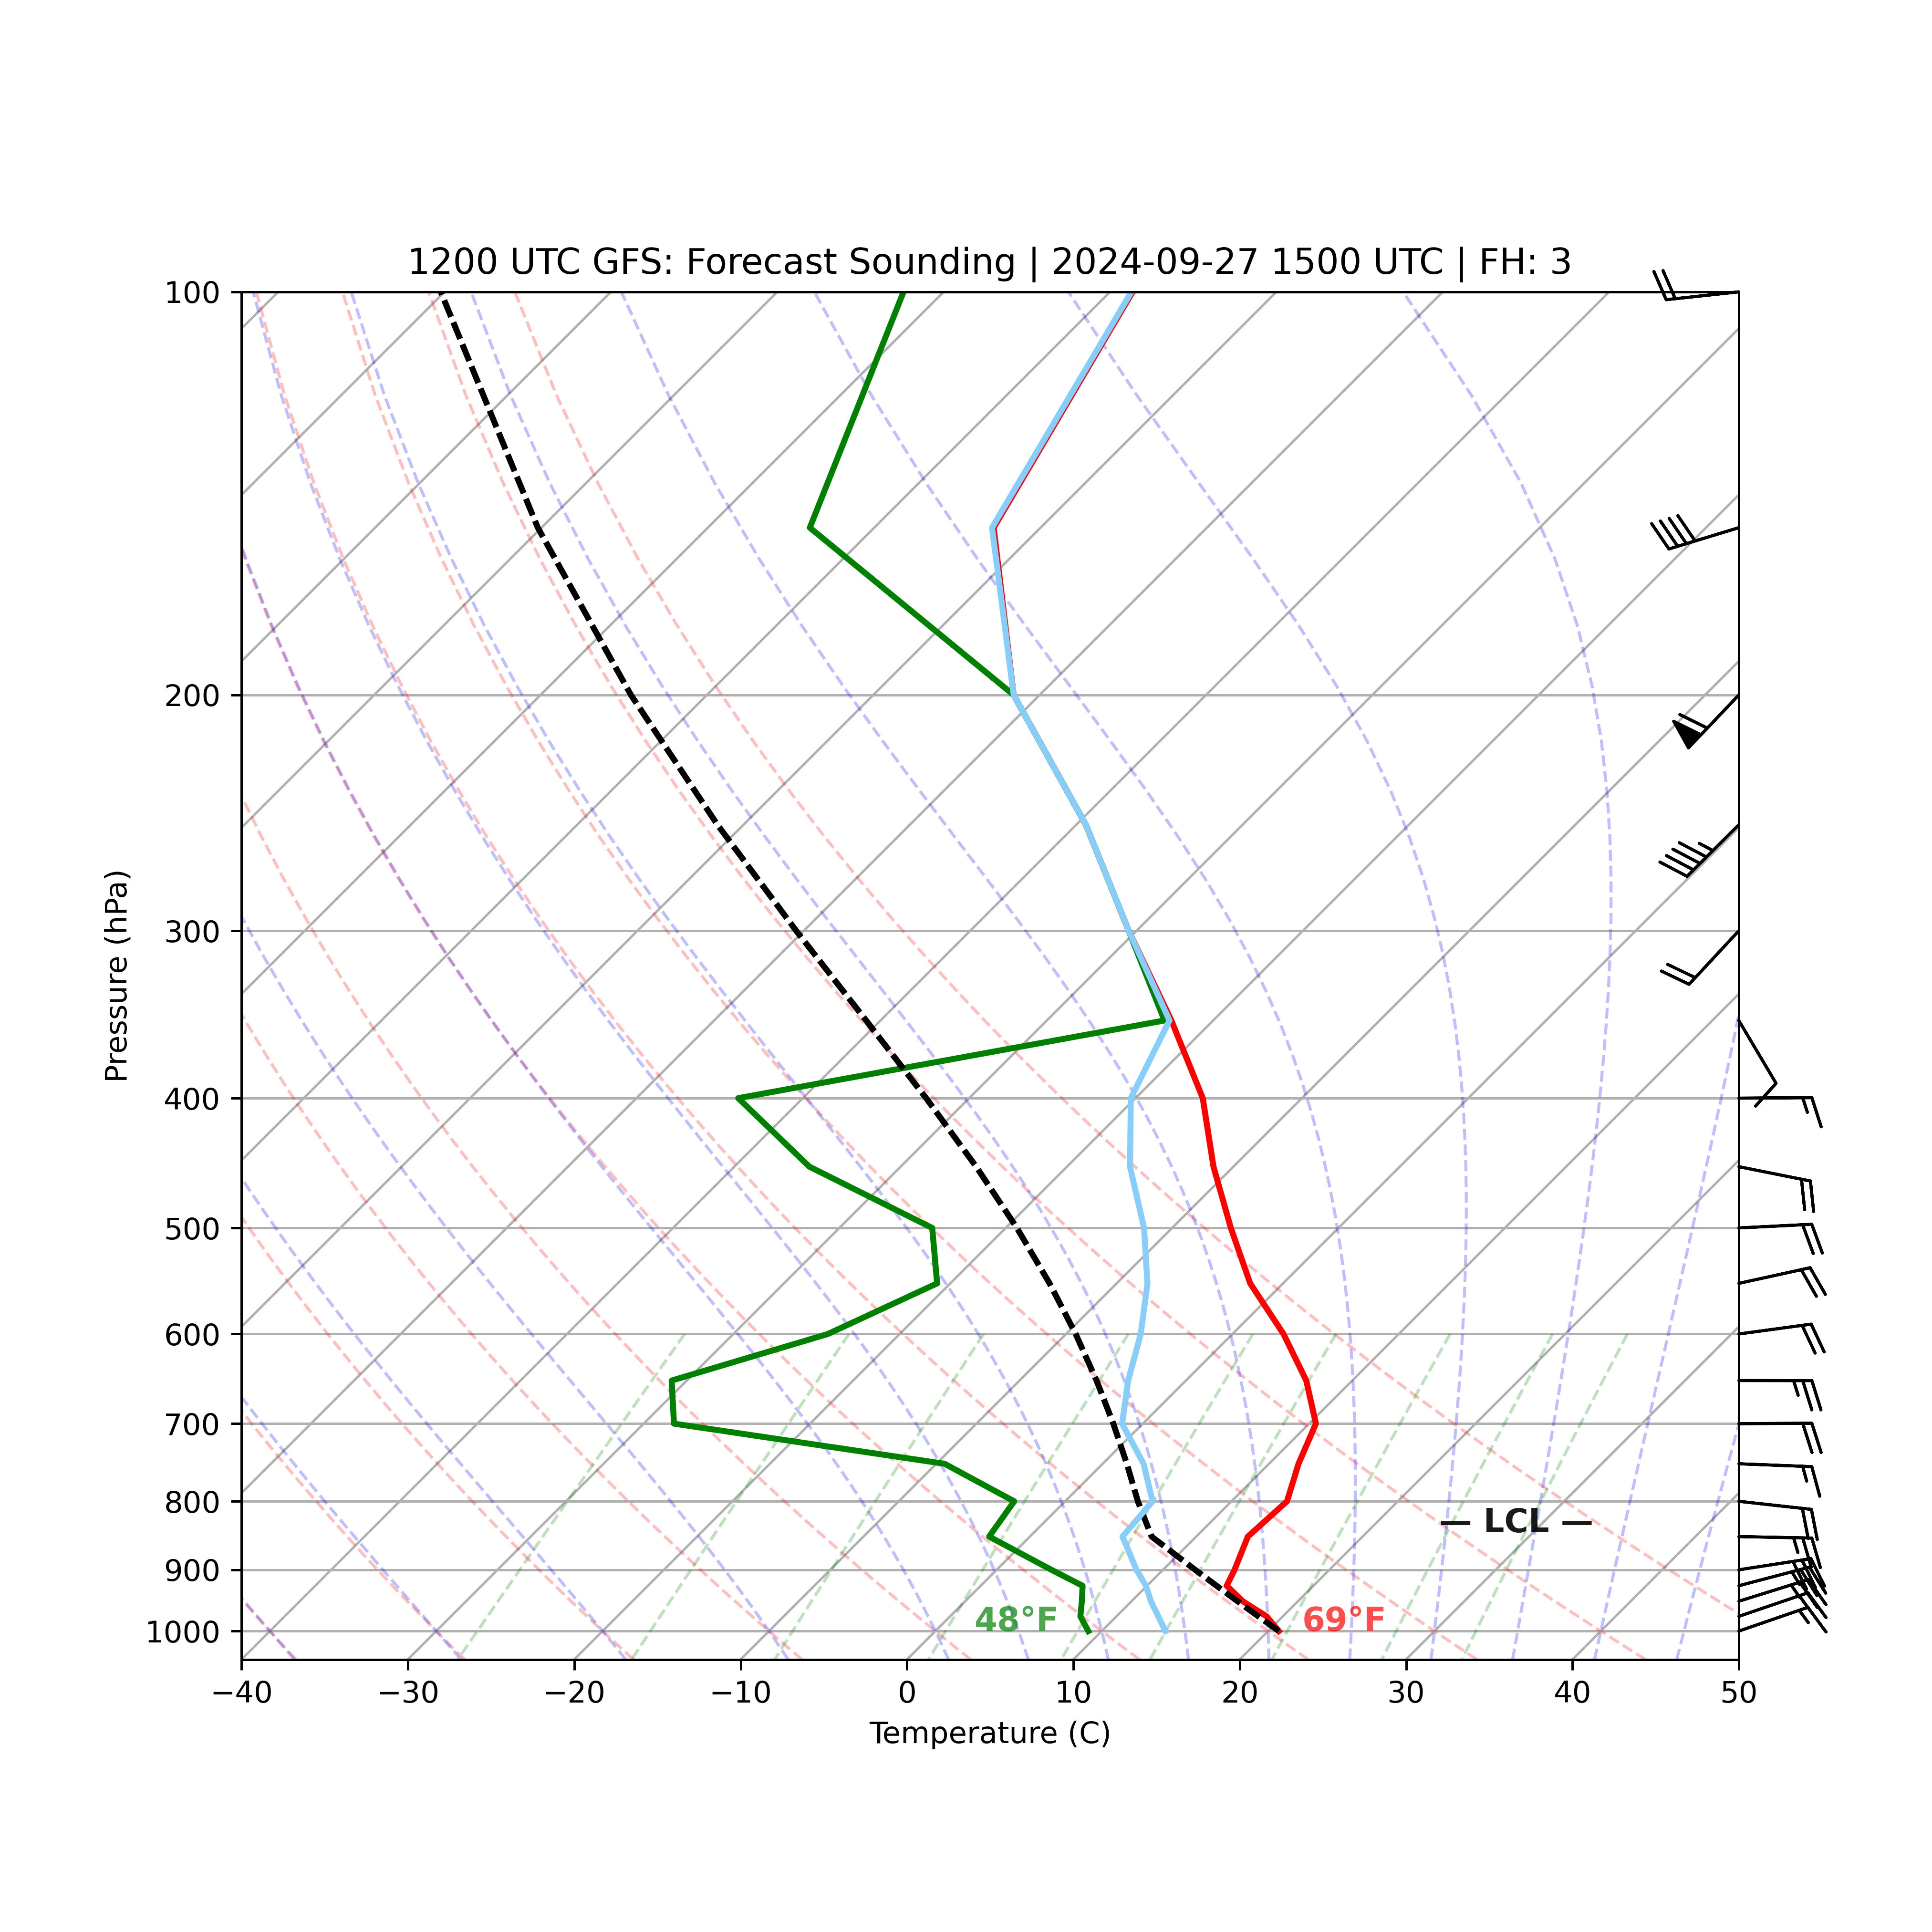 1200 UTC GFS: Forecast Sounding | 2024-09-27 1500 UTC | FH: 3
100
200
300
400
500
600
700
800
900
1000
Pressure (hPa)
— LCL —
48°F
69°F
−40 −30 −20 −10 0 10 20 30 40 50
Temperature (C)